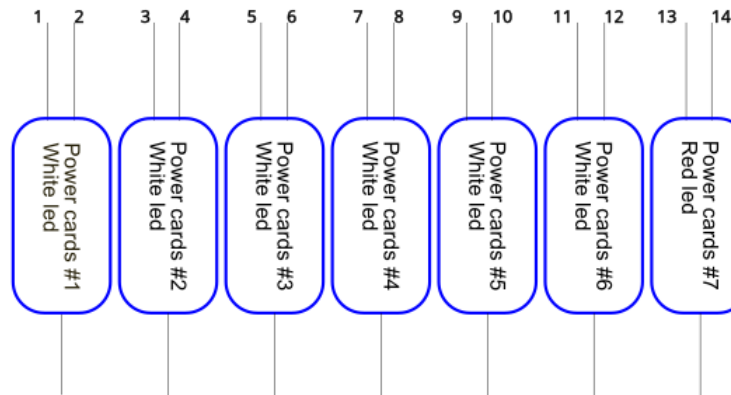 1 2 3 4 5 6 7 8 9 10 11 12 13 14
Power cards #1
White led
Power cards #2
White led
Power cards #3
White led
Power cards #4
White led
Power cards #5
White led
Power cards #6
White led
Power cards #7
Red led